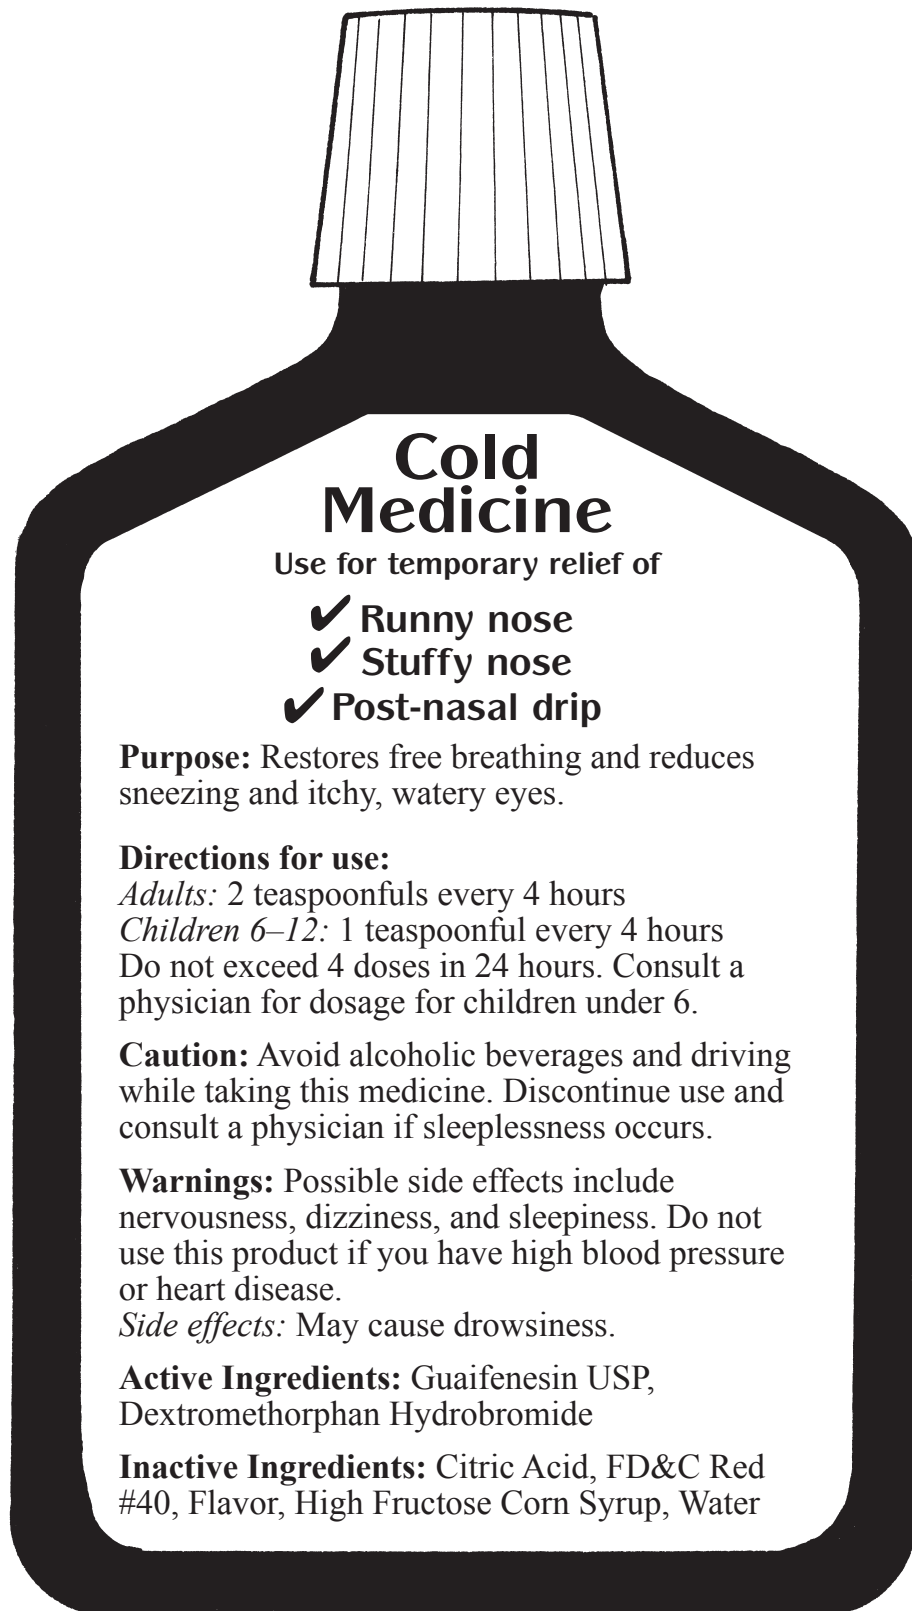 Cold
Medicine
Use for temporary relief of
✔ Runny nose
✔ Stuffy nose
✔ Post-nasal drip
Purpose: Restores free breathing and reduces
sneezing and itchy, watery eyes.
Directions for use:
Adults: 2 teaspoonfuls every 4 hours
Children 6–12: 1 teaspoonful every 4 hours
Do not exceed 4 doses in 24 hours. Consult a
physician for dosage for children under 6.
Caution: Avoid alcoholic beverages and driving
while taking this medicine. Discontinue use and
consult a physician if sleeplessness occurs.
Warnings: Possible side effects include
nervousness, dizziness, and sleepiness. Do not
use this product if you have high blood pressure
or heart disease.
Side effects: May cause drowsiness.
Active Ingredients: Guaifenesin USP,
Dextromethorphan Hydrobromide
Inactive Ingredients: Citric Acid, FD&C Red
#40, Flavor, High Fructose Corn Syrup, Water